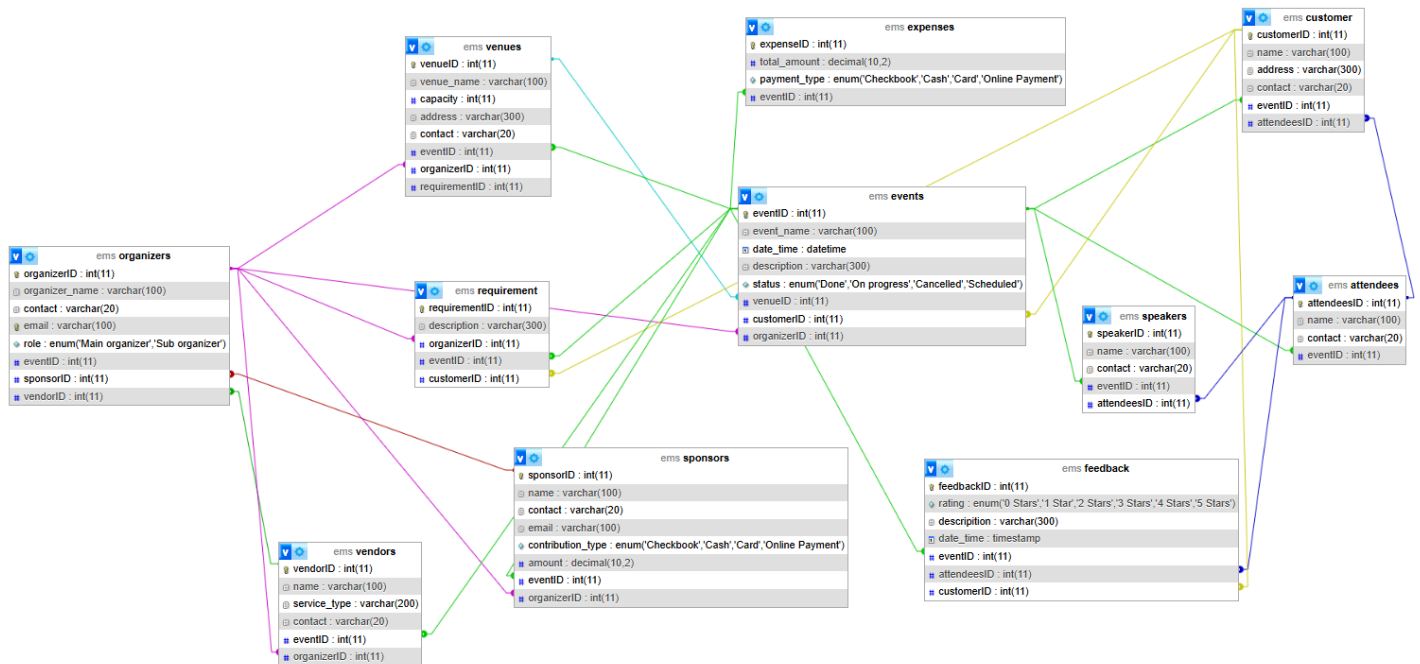 ems venues
venueID : int(11)
venue_name : varchar(100)
capacity : int(11)
address : varchar(300)
contact : varchar(20)
eventID : int(11)
organizerID : int(11)
requirementID : int(11)
ems expenses
expenseID : int(11)
total_amount : decimal(10,2)
payment_type : enum('Checkbook','Cash','Card','Online Payment')
eventID : int(11)
ems customer
customerID : int(11)
name : varchar(100)
address : varchar(300)
contact : varchar(20)
eventID : int(11)
attendeesID : int(11)
ems organizers
organizerID : int(11)
organizer_name : varchar(100)
contact : varchar(20)
email : varchar(100)
role : enum('Main organizer','Sub organizer')
eventID : int(11)
sponsorID : int(11)
vendorID : int(11)
ems requirement
requirementID : int(11)
description : varchar(300)
organizerID : int(11)
eventID : int(11)
customerID : int(11)
ems events
eventID : int(11)
event_name : varchar(100)
date_time : datetime
description : varchar(300)
status : enum('Done','On progress','Cancelled','Scheduled')
venueID : int(11)
customerID : int(11)
organizerID : int(11)
ems speakers
speakerID : int(11)
name : varchar(100)
contact : varchar(20)
eventID : int(11)
attendeesID : int(11)
ems attendees
attendeesID : int(11)
name : varchar(100)
contact : varchar(20)
eventID : int(11)
ems vendors
vendorID : int(11)
name : varchar(100)
service_type : varchar(200)
contact : varchar(20)
eventID : int(11)
organizerID : int(11)
ems sponsors
sponsorID : int(11)
name : varchar(100)
contact : varchar(20)
email : varchar(100)
contribution_type : enum('Checkbook','Cash','Card','Online Payment')
amount : decimal(10,2)
eventID : int(11)
organizerID : int(11)
ems feedback
feedbackID : int(11)
rating : enum('0 Stars','1 Star','2 Stars','3 Stars','4 Stars','5 Stars')
description : varchar(300)
date_time : timestamp
eventID : int(11)
attendeesID : int(11)
customerID : int(11)